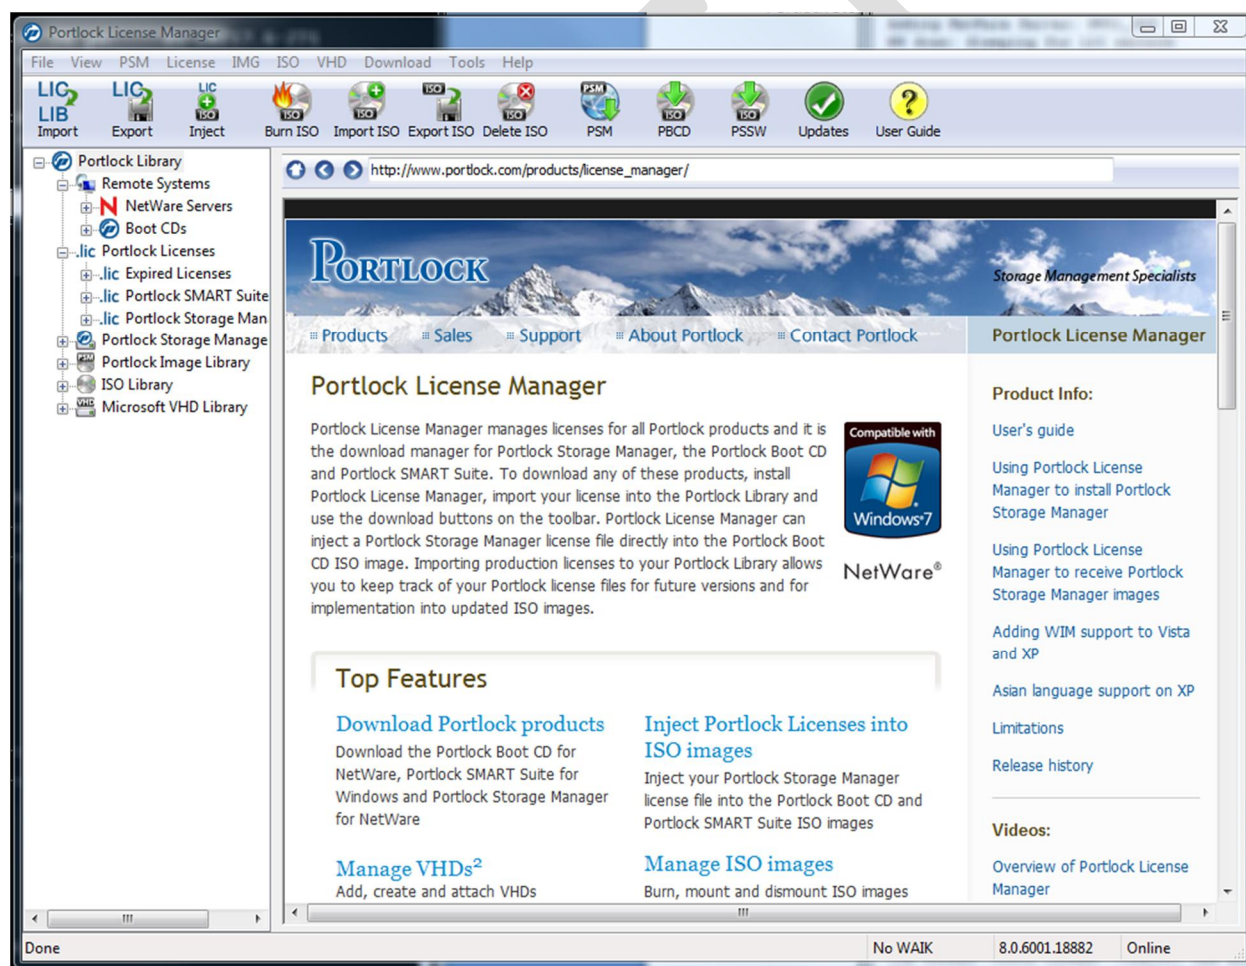 Portlock License Manager
File View PSM License IMG ISO VHD Download Tools Help
LIC LIB LIC LIC ISO ISO ISO ISO ISO PSM ISO ISO
Import Export Inject Burn ISO Import ISO Export ISO Delete ISO PSM PBCD PSSW Updates User Guide
Portlock Library
Remote Systems
NetWare Servers
Boot CDs
.lic Portlock Licenses
.lic Expired Licenses
.lic Portlock SMART Suite
.lic Portlock Storage Man
Portlock Storage Manage
Portlock Image Library
ISO Library
Microsoft VHD Library
http://www.portlock.com/products/license_manager/
PORTLOCK
Storage Management Specialists
Products Sales Support About Portlock Contact Portlock
Portlock License Manager
Portlock License Manager
Portlock License Manager manages licenses for all Portlock products and it is
the download manager for Portlock Storage Manager, the Portlock Boot CD
and Portlock SMART Suite. To download any of these products, install
Portlock License Manager, import your license into the Portlock Library and
use the download buttons on the toolbar. Portlock License Manager can
inject a Portlock Storage Manager license file directly into the Portlock Boot
CD ISO image. Importing production licenses to your Portlock Library allows
you to keep track of your Portlock license files for future versions and for
implementation into updated ISO images.
Compatible with
Windows®7
NetWare®
Top Features
Download Portlock products
Download the Portlock Boot CD for
NetWare, Portlock SMART Suite for
Windows and Portlock Storage Manager
for NetWare
Inject Portlock Licenses into
ISO images
Inject your Portlock Storage Manager
license file into the Portlock Boot CD and
Portlock SMART Suite ISO images
Manage VHDs²
Add, create and attach VHDs
Manage ISO images
Burn, mount and dismount ISO images
Product Info:
User's guide
Using Portlock License
Manager to install Portlock
Storage Manager
Using Portlock License
Manager to receive Portlock
Storage Manager images
Adding WIM support to Vista
and XP
Asian language support on XP
Limitations
Release history
Videos:
Overview of Portlock License
Manager
Done
No WAIK
8.0.6001.18882
Online